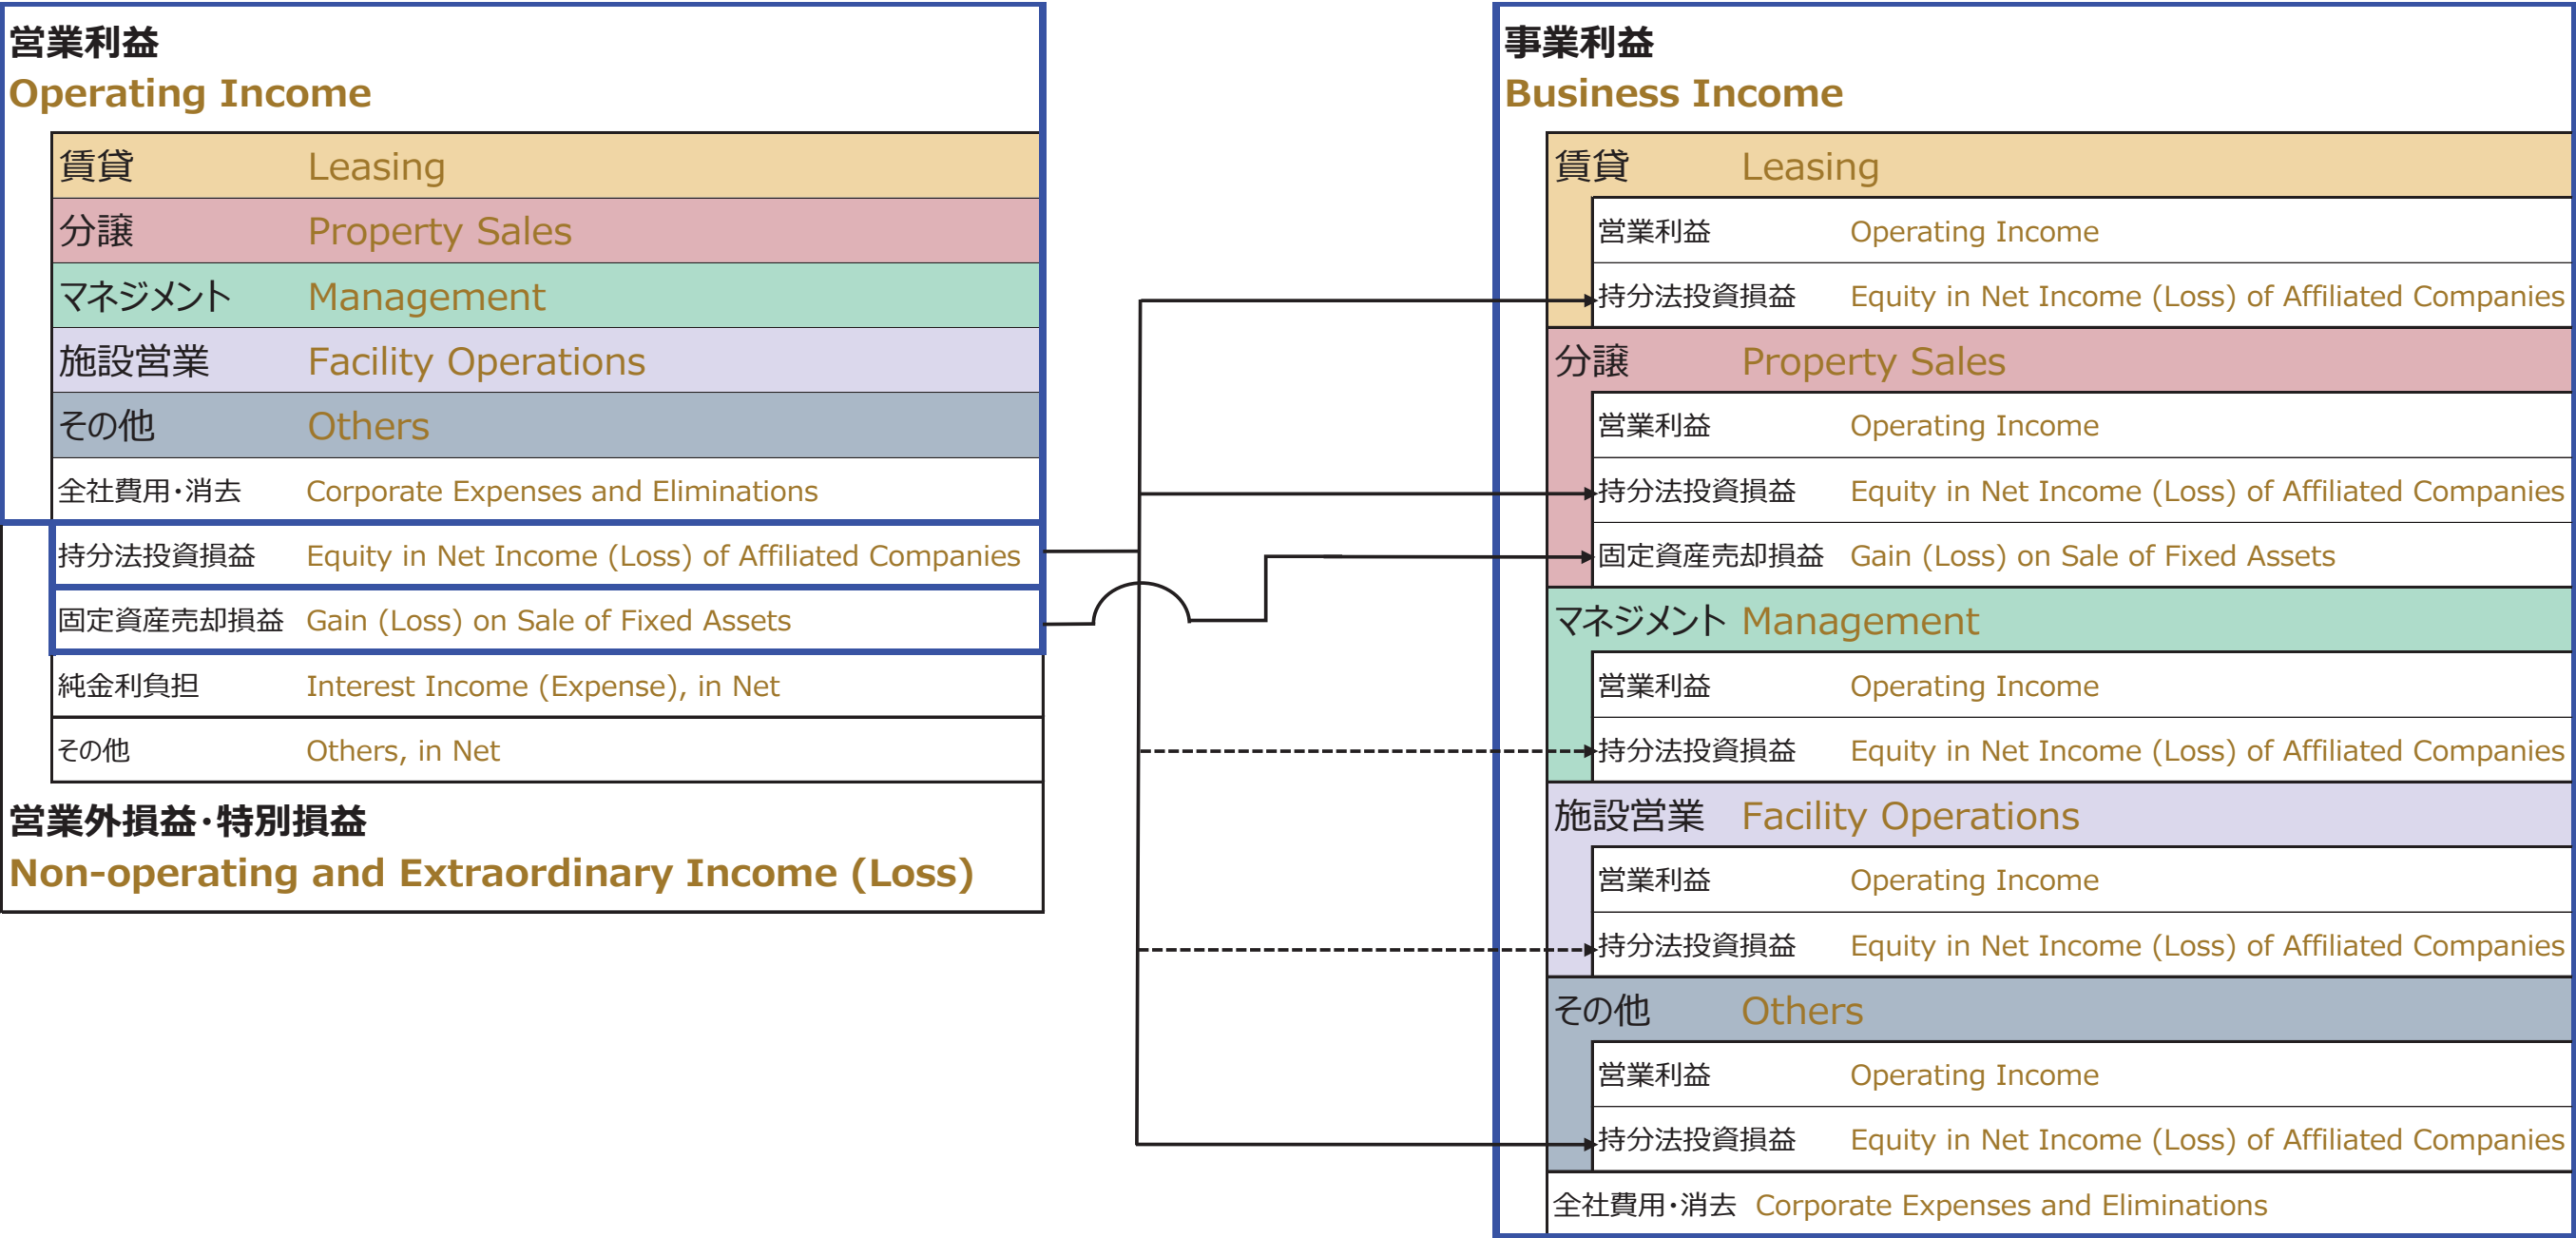 営業利益
Operating Income
賃貸 Leasing
分譲 Property Sales
マネジメント Management
施設営業 Facility Operations
その他 Others
全社費用・消去 Corporate Expenses and Eliminations
持分法投資損益 Equity in Net Income (Loss) of Affiliated Companies
固定資産売却損益 Gain (Loss) on Sale of Fixed Assets
純金利負担 Interest Income (Expense), in Net
その他 Others, in Net
営業外損益・特別損益
Non-operating and Extraordinary Income (Loss)
事業利益
Business Income
賃貸 Leasing
営業利益 Operating Income
持分法投資損益 Equity in Net Income (Loss) of Affiliated Companies
分譲 Property Sales
営業利益 Operating Income
持分法投資損益 Equity in Net Income (Loss) of Affiliated Companies
固定資産売却損益 Gain (Loss) on Sale of Fixed Assets
マネジメント Management
営業利益 Operating Income
持分法投資損益 Equity in Net Income (Loss) of Affiliated Companies
施設営業 Facility Operations
営業利益 Operating Income
持分法投資損益 Equity in Net Income (Loss) of Affiliated Companies
その他 Others
営業利益 Operating Income
持分法投資損益 Equity in Net Income (Loss) of Affiliated Companies
全社費用・消去 Corporate Expenses and Eliminations